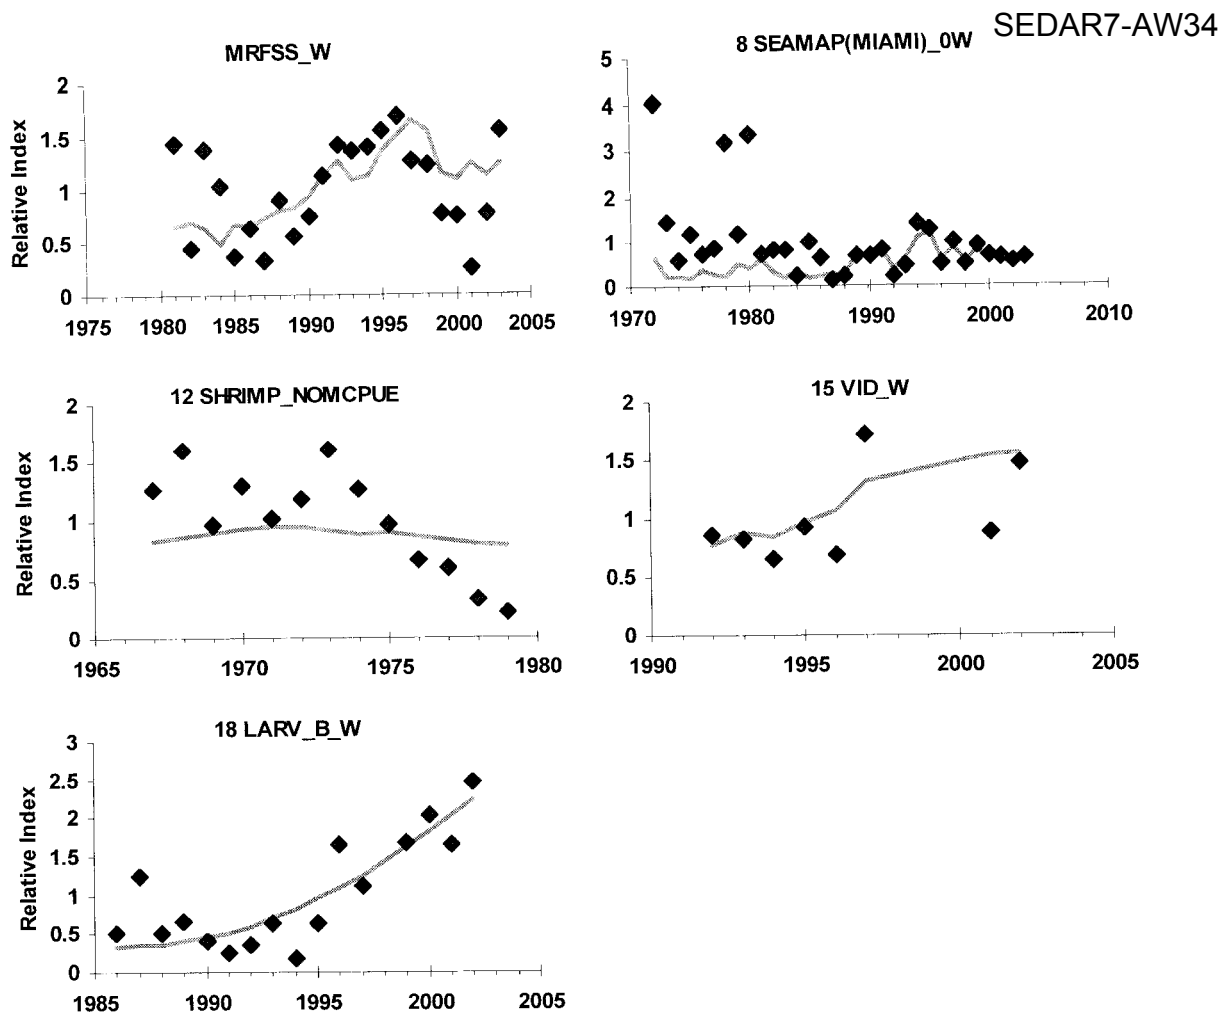 SEDAR7-AW34
MRFSS_W
Relative Index
2
1.5
1
0.5
0
1975 1980 1985 1990 1995 2000 2005
8 SEAMAP(MIAMI)_0W
5
4
3
2
1
0
1970 1980 1990 2000 2010
12 SHRIMP_NOMCPUE
Relative Index
2
1.5
1
0.5
0
1965 1970 1975 1980
15 VID_W
2
1.5
1
0.5
0
1990 1995 2000 2005
18 LARV_B_W
Relative Index
3
2.5
2
1.5
1
0.5
0
1985 1990 1995 2000 2005